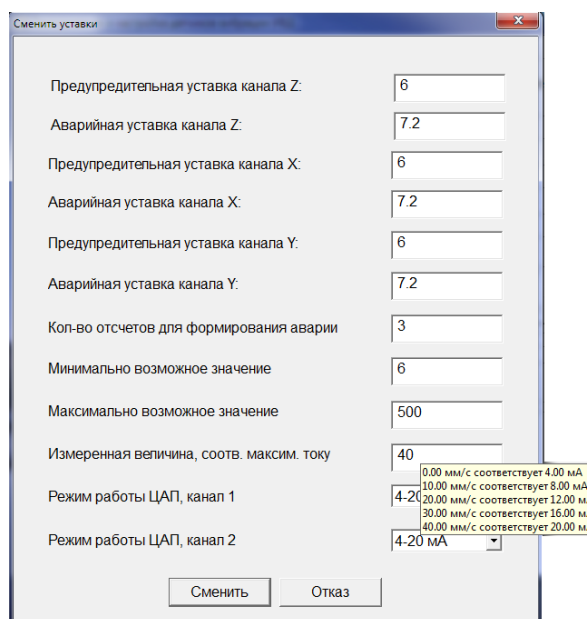 Сменить уставки
Предупредительная уставка канала Z: 6
Аварийная уставка канала Z: 7.2
Предупредительная уставка канала X: 6
Аварийная уставка канала X: 7.2
Предупредительная уставка канала Y: 6
Аварийная уставка канала Y: 7.2
Кол-во отсчетов для формирования аварии 3
Минимально возможное значение 6
Максимально возможное значение 500
Измеренная величина, соотв. максим. току 40
0.00 мм/с соответствует 4.00 мА
10.00 мм/с соответствует 8.00 мА
20.00 мм/с соответствует 12.00 м
30.00 мм/с соответствует 16.00 м
40.00 мм/с соответствует 20.00 м
Режим работы ЦАП, канал 1 4-20
Режим работы ЦАП, канал 2 4-20 мА
Сменить Отказ